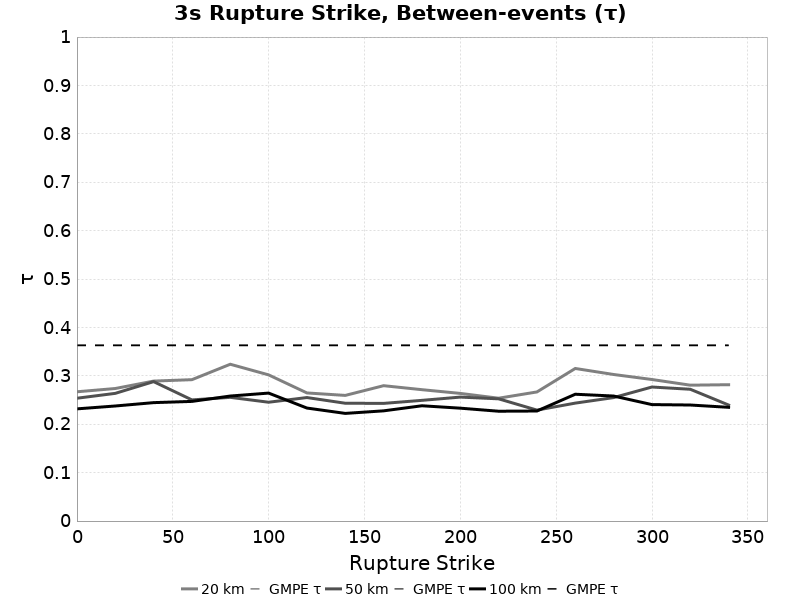 3s Rupture Strike, Between-events (τ)
1
0.9
0.8
0.7
0.6
0.5
τ
0.4
0.3
0.2
0.1
0
0 50 100 150 200 250 300 350
Rupture Strike
20 km GMPE τ 50 km GMPE τ 100 km GMPE τ